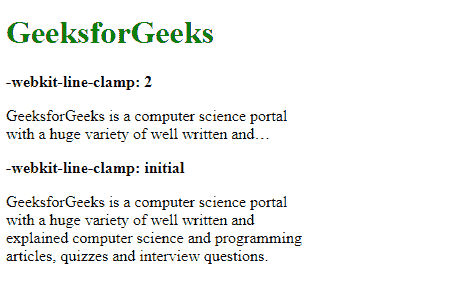 GeeksforGeeks
-webkit-line-clamp: 2
GeeksforGeeks is a computer science portal
with a huge variety of well written and…
-webkit-line-clamp: initial
GeeksforGeeks is a computer science portal
with a huge variety of well written and
explained computer science and programming
articles, quizzes and interview questions.